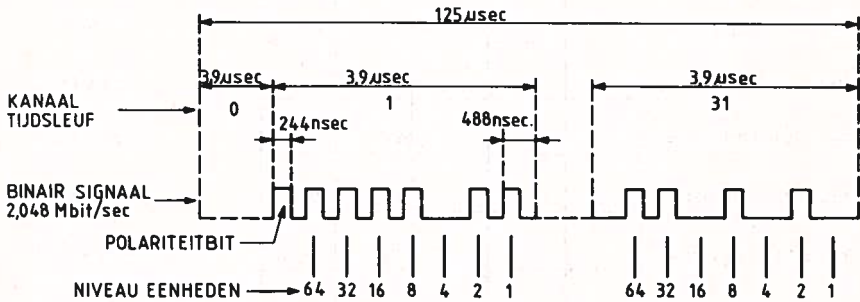 125 µsec
3,9 µsec 3,9 µsec 3,9 µsec
KANAAL
TIJDSLEUF
0 1 31
244 nsec 488 nsec.
BINAIR SIGNAAL
2,048 Mbit/sec
POLARITEITBIT
NIVEAU EENHEDEN 64 32 16 8 4 2 1 64 32 16 8 4 2 1